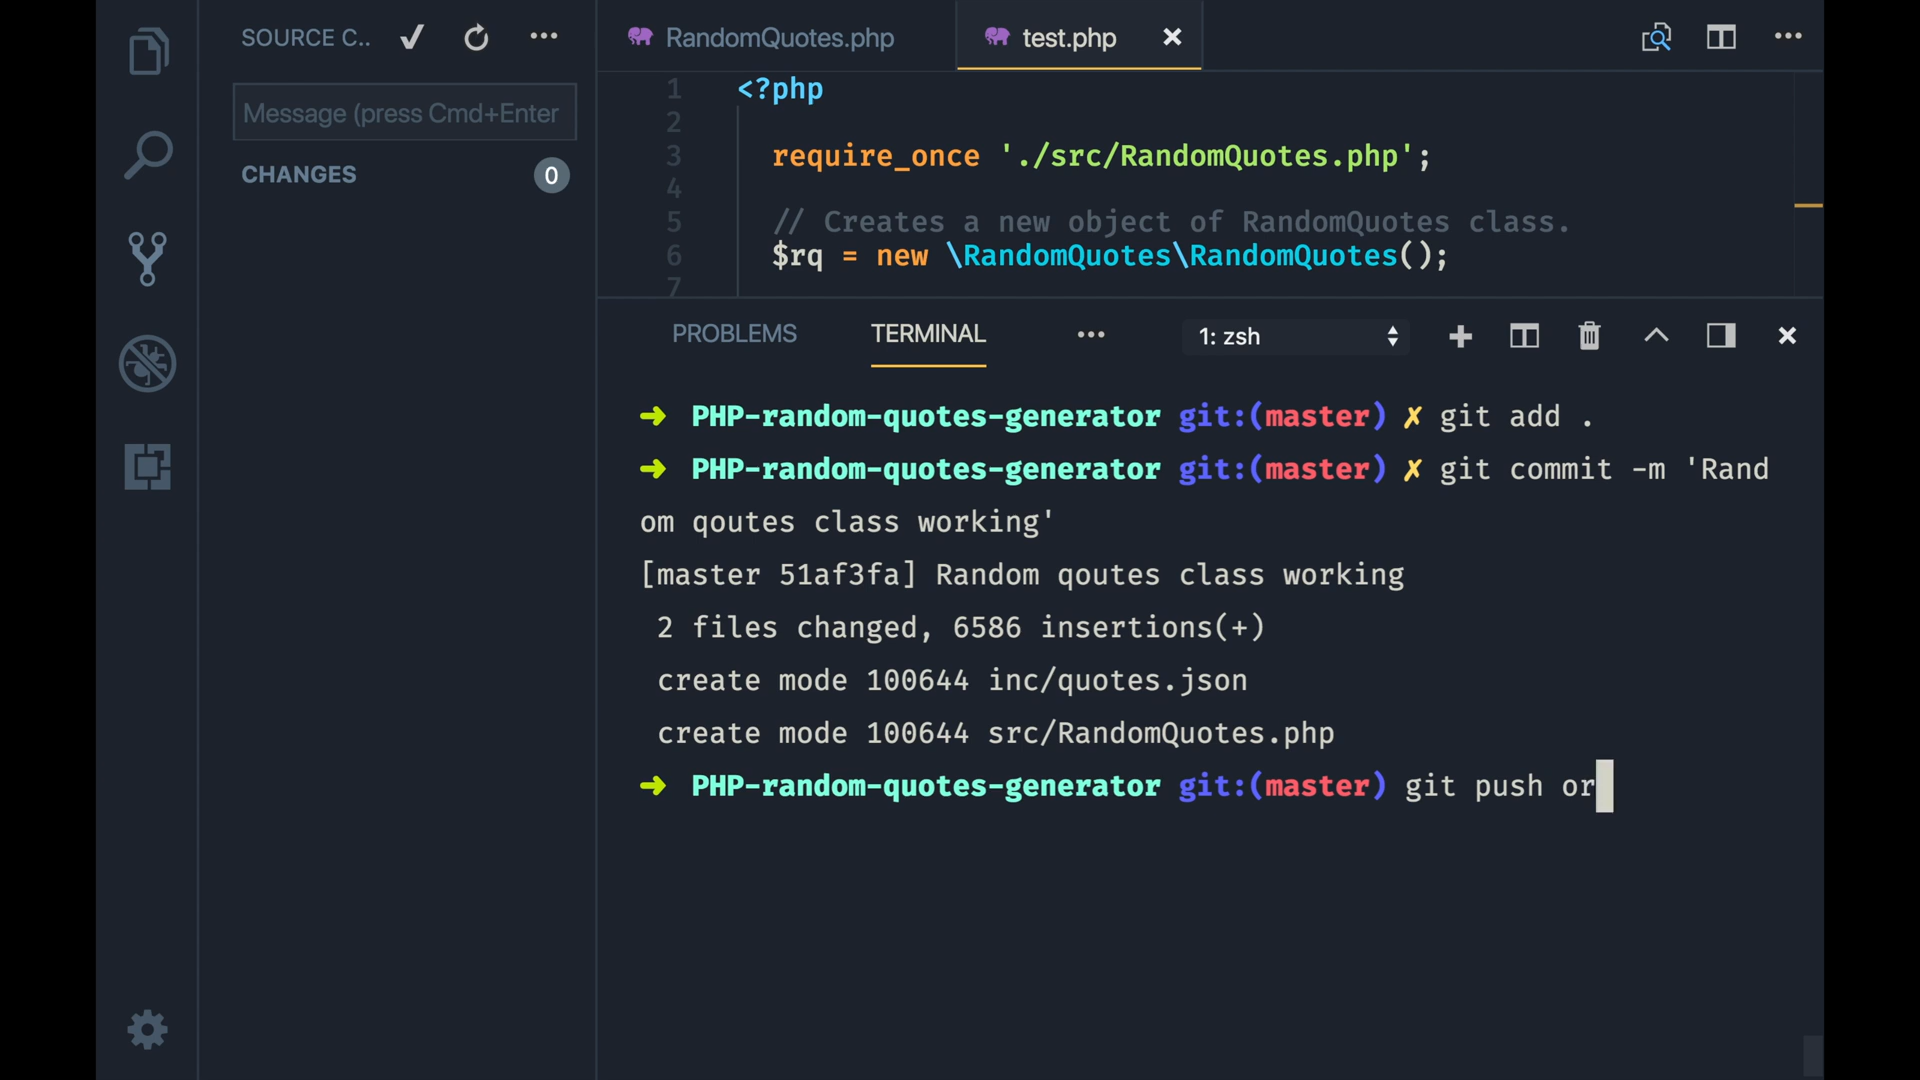 SOURCE C..
Message (press Cmd+Enter
CHANGES 0
RandomQuotes.php test.php
1 <?php
2
3 require_once './src/RandomQuotes.php';
4
5 // Creates a new object of RandomQuotes class.
6 $rq = new \RandomQuotes\RandomQuotes();
7
PROBLEMS TERMINAL 1: zsh
➜ PHP-random-quotes-generator git:(master) ✗ git add .
➜ PHP-random-quotes-generator git:(master) ✗ git commit -m 'Rand
om qoutes class working'
[master 51af3fa] Random qoutes class working
2 files changed, 6586 insertions(+)
create mode 100644 inc/quotes.json
create mode 100644 src/RandomQuotes.php
➜ PHP-random-quotes-generator git:(master) git push or